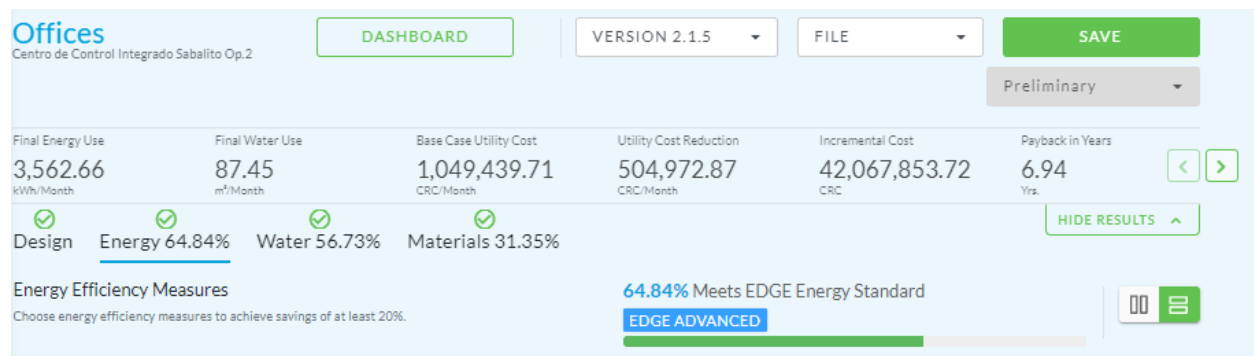 Offices
Centro de Control Integrado Sabalito Op.2
DASHBOARD
VERSION 2.1.5
FILE
SAVE
Preliminary
Final Energy Use
3,562.66
kWh/Month
Final Water Use
87.45
m³/Month
Base Case Utility Cost
1,049,439.71
CRC/Month
Utility Cost Reduction
504,972.87
CRC/Month
Incremental Cost
42,067,853.72
CRC
Payback in Years
6.94
Yrs.
HIDE RESULTS
Design
Energy 64.84%
Water 56.73%
Materials 31.35%
Energy Efficiency Measures
Choose energy efficiency measures to achieve savings of at least 20%.
64.84% Meets EDGE Energy Standard
EDGE ADVANCED